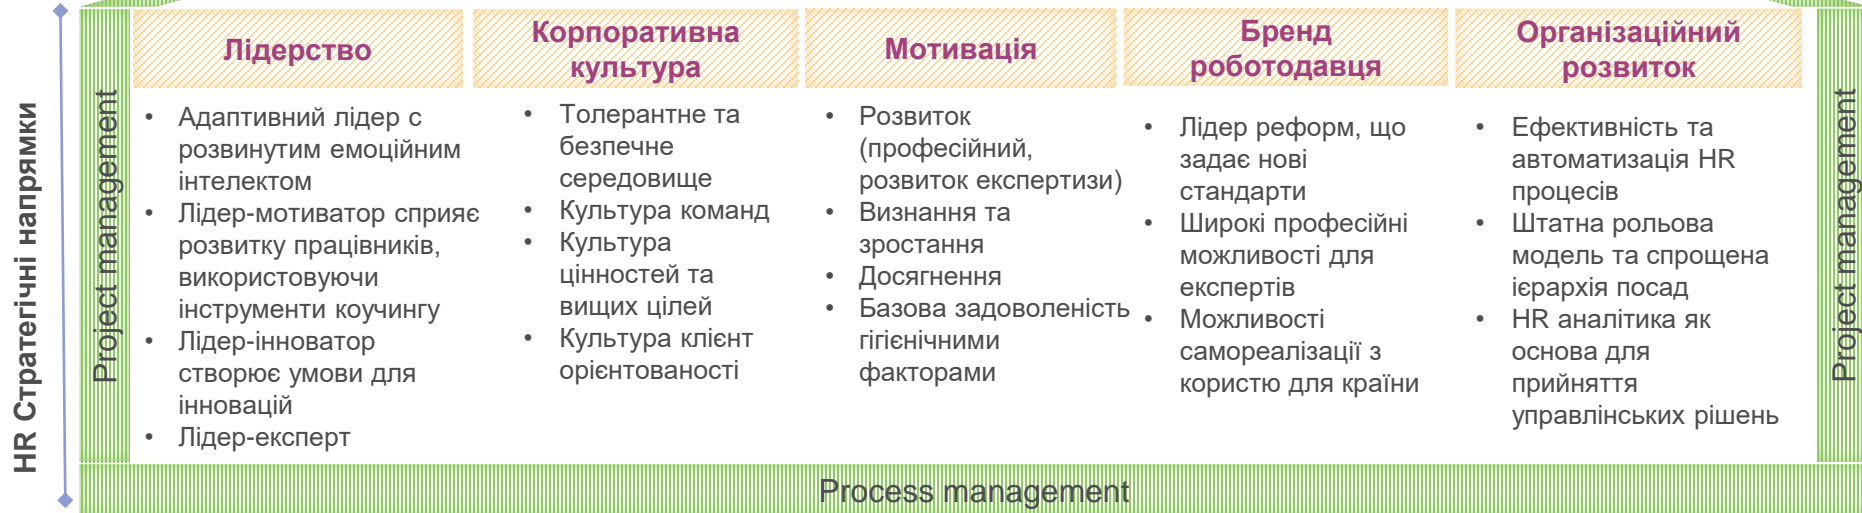 HR Стратегічні напрямки
Project management
Лідерство
• Адаптивний лідер с
розвинутим емоційним
інтелектом
• Лідер-мотиватор сприяє
розвитку працівників,
використовуючи
інструменти коучингу
• Лідер-інноватор
створює умови для
інновацій
• Лідер-експерт
Корпоративна
культура
• Толерантне та
безпечне
середовище
• Культура команд
• Культура
цінностей та
вищих цілей
• Культура клієнт
орієнтованості
Мотивація
• Розвиток
(професійний,
розвиток експертизи)
• Визнання та
зростання
• Досягнення
• Базова задоволеність
гігієнічними
факторами
Бренд
роботодавця
• Лідер реформ, що
задає нові
стандарти
• Широкі професійні
можливості для
експертів
• Можливості
самореалізації з
користю для країни
Організаційний
розвиток
• Ефективність та
автоматизація HR
процесів
• Штатна рольова
модель та спрощена
ієрархія посад
• HR аналітика як
основа для
прийняття
управлінських рішень
Project management
Process management